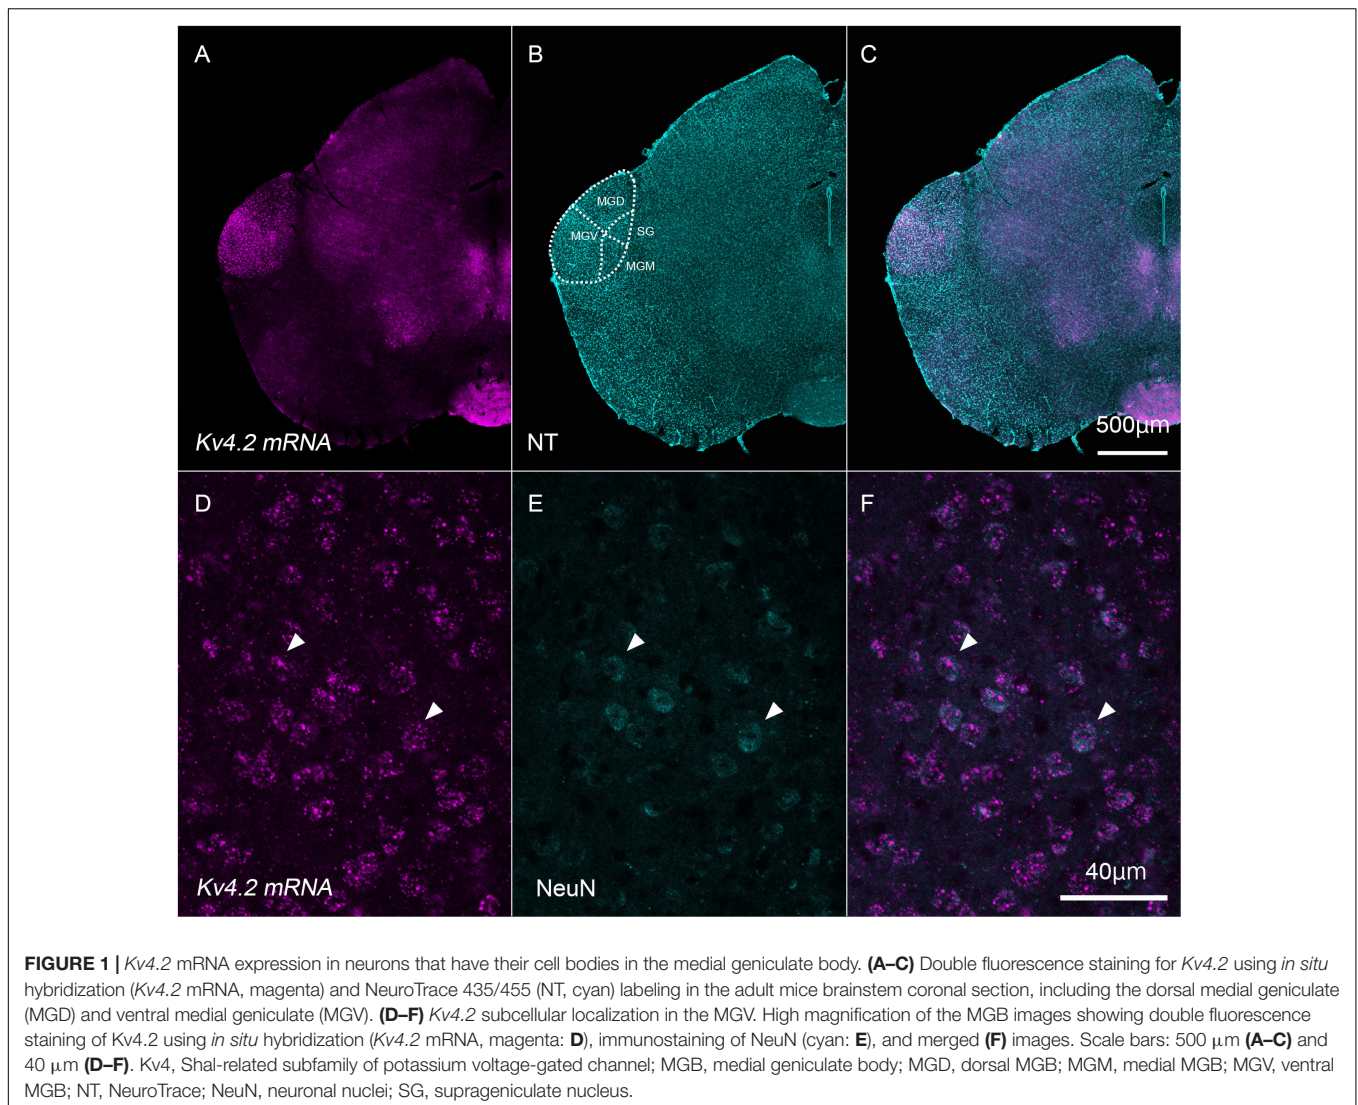 A
B
C
MGD
MGV
SG
MGM
Kv4.2 mRNA
NT
500µm
D
E
F
Kv4.2 mRNA
NeuN
40µm
FIGURE 1 | Kv4.2 mRNA expression in neurons that have their cell bodies in the medial geniculate body. (A–C) Double fluorescence staining for Kv4.2 using in situ
hybridization (Kv4.2 mRNA, magenta) and NeuroTrace 435/455 (NT, cyan) labeling in the adult mice brainstem coronal section, including the dorsal medial geniculate
(MGD) and ventral medial geniculate (MGV). (D–F) Kv4.2 subcellular localization in the MGV. High magnification of the MGB images showing double fluorescence
staining of Kv4.2 using in situ hybridization (Kv4.2 mRNA, magenta: D), immunostaining of NeuN (cyan: E), and merged (F) images. Scale bars: 500 µm (A–C) and
40 µm (D–F). Kv4, Shal-related subfamily of potassium voltage-gated channel; MGB, medial geniculate body; MGD, dorsal MGB; MGM, medial MGB; MGV, ventral
MGB; NT, NeuroTrace; NeuN, neuronal nuclei; SG, suprageniculate nucleus.